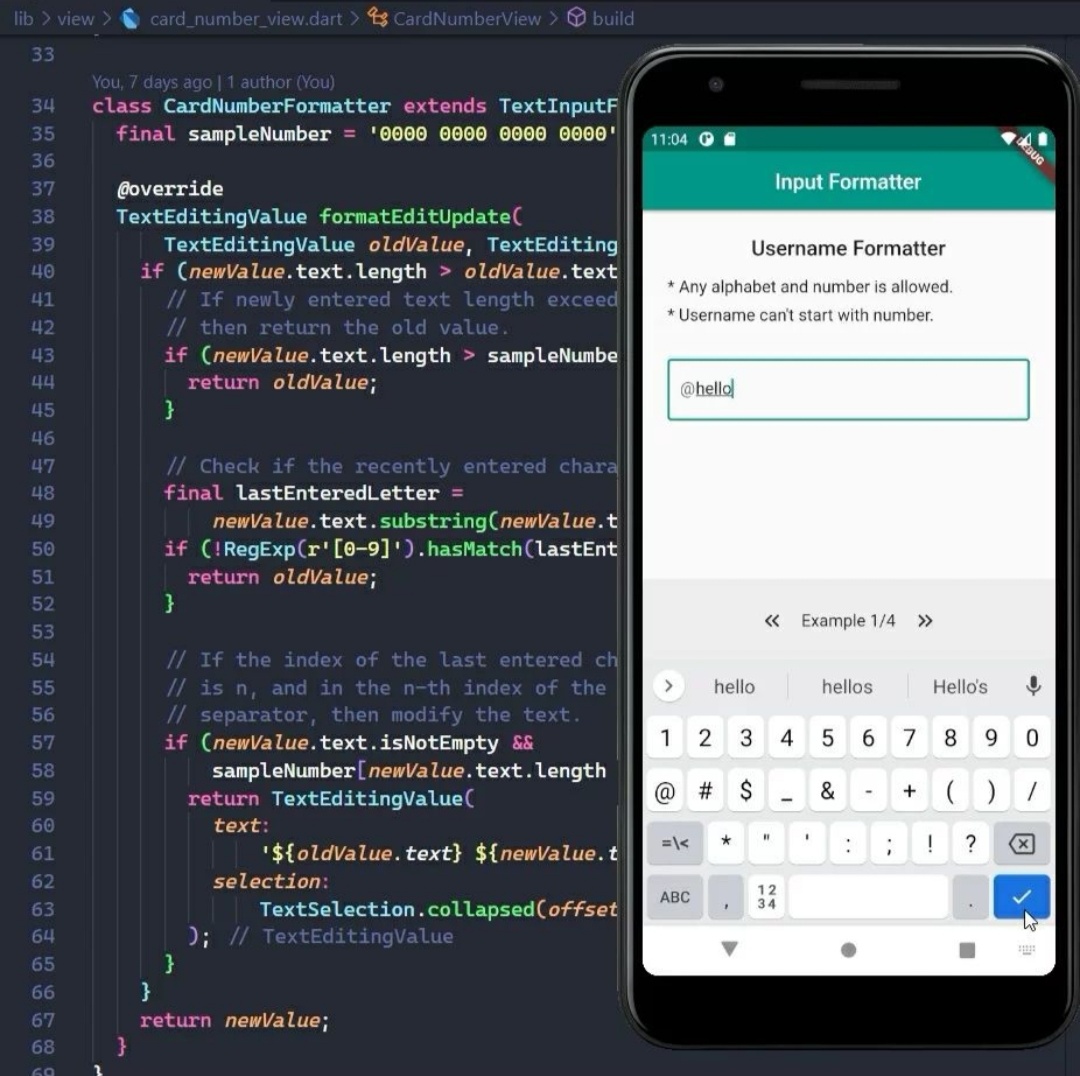 lib > view > card_number_view.dart > CardNumberView > build
33
You, 7 days ago | 1 author (You)
34 class CardNumberFormatter extends TextInputF
35 final sampleNumber = '0000 0000 0000 0000'
36
37 @override
38 TextEditingValue formatEditUpdate(
39 TextEditingValue oldValue, TextEditing
40 if (newValue.text.length > oldValue.text
41 // If newly entered text length exceed
42 // then return the old value.
43 if (newValue.text.length > sampleNumbe
44 return oldValue;
45 }
46
47 // Check if the recently entered chara
48 final lastEnteredLetter =
49 newValue.text.substring(newValue.t
50 if (!RegExp(r'[0-9]').hasMatch(lastEnt
51 return oldValue;
52 }
53
54 // If the index of the last entered ch
55 // is n, and in the n-th index of the
56 // separator, then modify the text.
57 if (newValue.text.isNotEmpty &&
58 sampleNumber[newValue.text.length
59 return TextEditingValue(
60 text:
61 '${oldValue.text} ${newValue.t
62 selection:
63 TextSelection.collapsed(offset
64 ); // TextEditingValue
65 }
66 }
67 return newValue;
68 }
69 }
11:04
DEBUG
Input Formatter
Username Formatter
* Any alphabet and number is allowed.
* Username can't start with number.
@hello
« Example 1/4 »
> hello hellos Hello's
1 2 3 4 5 6 7 8 9 0
@ # $ _ & - + ( ) /
=\< * " ' : ; ! ?
ABC , 12 34 .